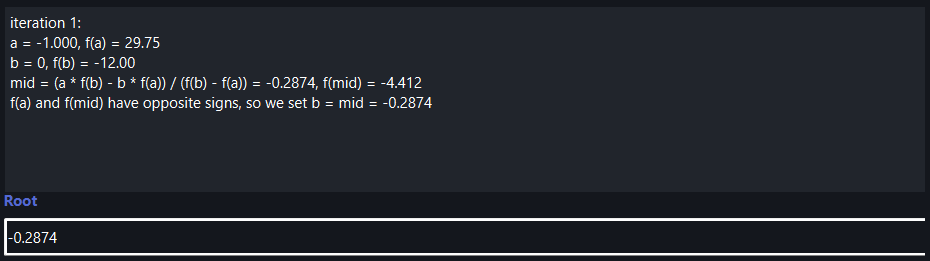 iteration 1:
a = -1.000, f(a) = 29.75
b = 0, f(b) = -12.00
mid = (a * f(b) - b * f(a)) / (f(b) - f(a)) = -0.2874, f(mid) = -4.412
f(a) and f(mid) have opposite signs, so we set b = mid = -0.2874
Root
-0.2874